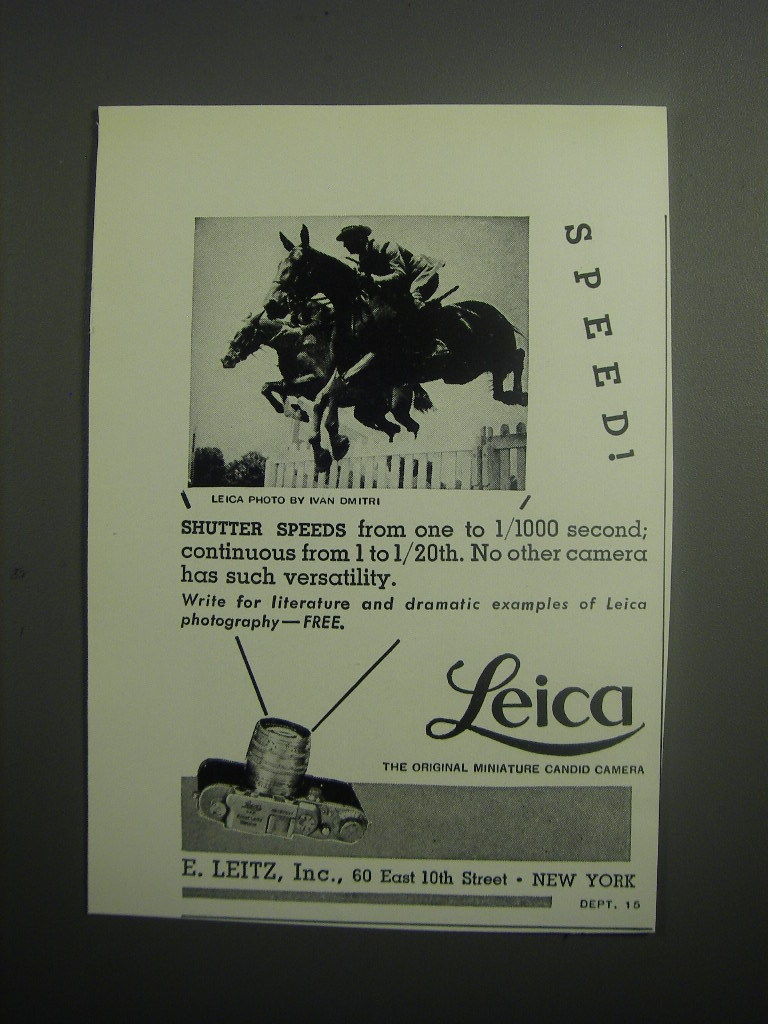 SPEED!
LEICA PHOTO BY IVAN DMITRI
SHUTTER SPEEDS from one to 1/1000 second;
continuous from 1 to 1/20th. No other camera
has such versatility.
Write for literature and dramatic examples of Leica
photography—FREE.
Leica
THE ORIGINAL MINIATURE CANDID CAMERA
E. LEITZ, Inc., 60 East 10th Street • NEW YORK
DEPT. 15